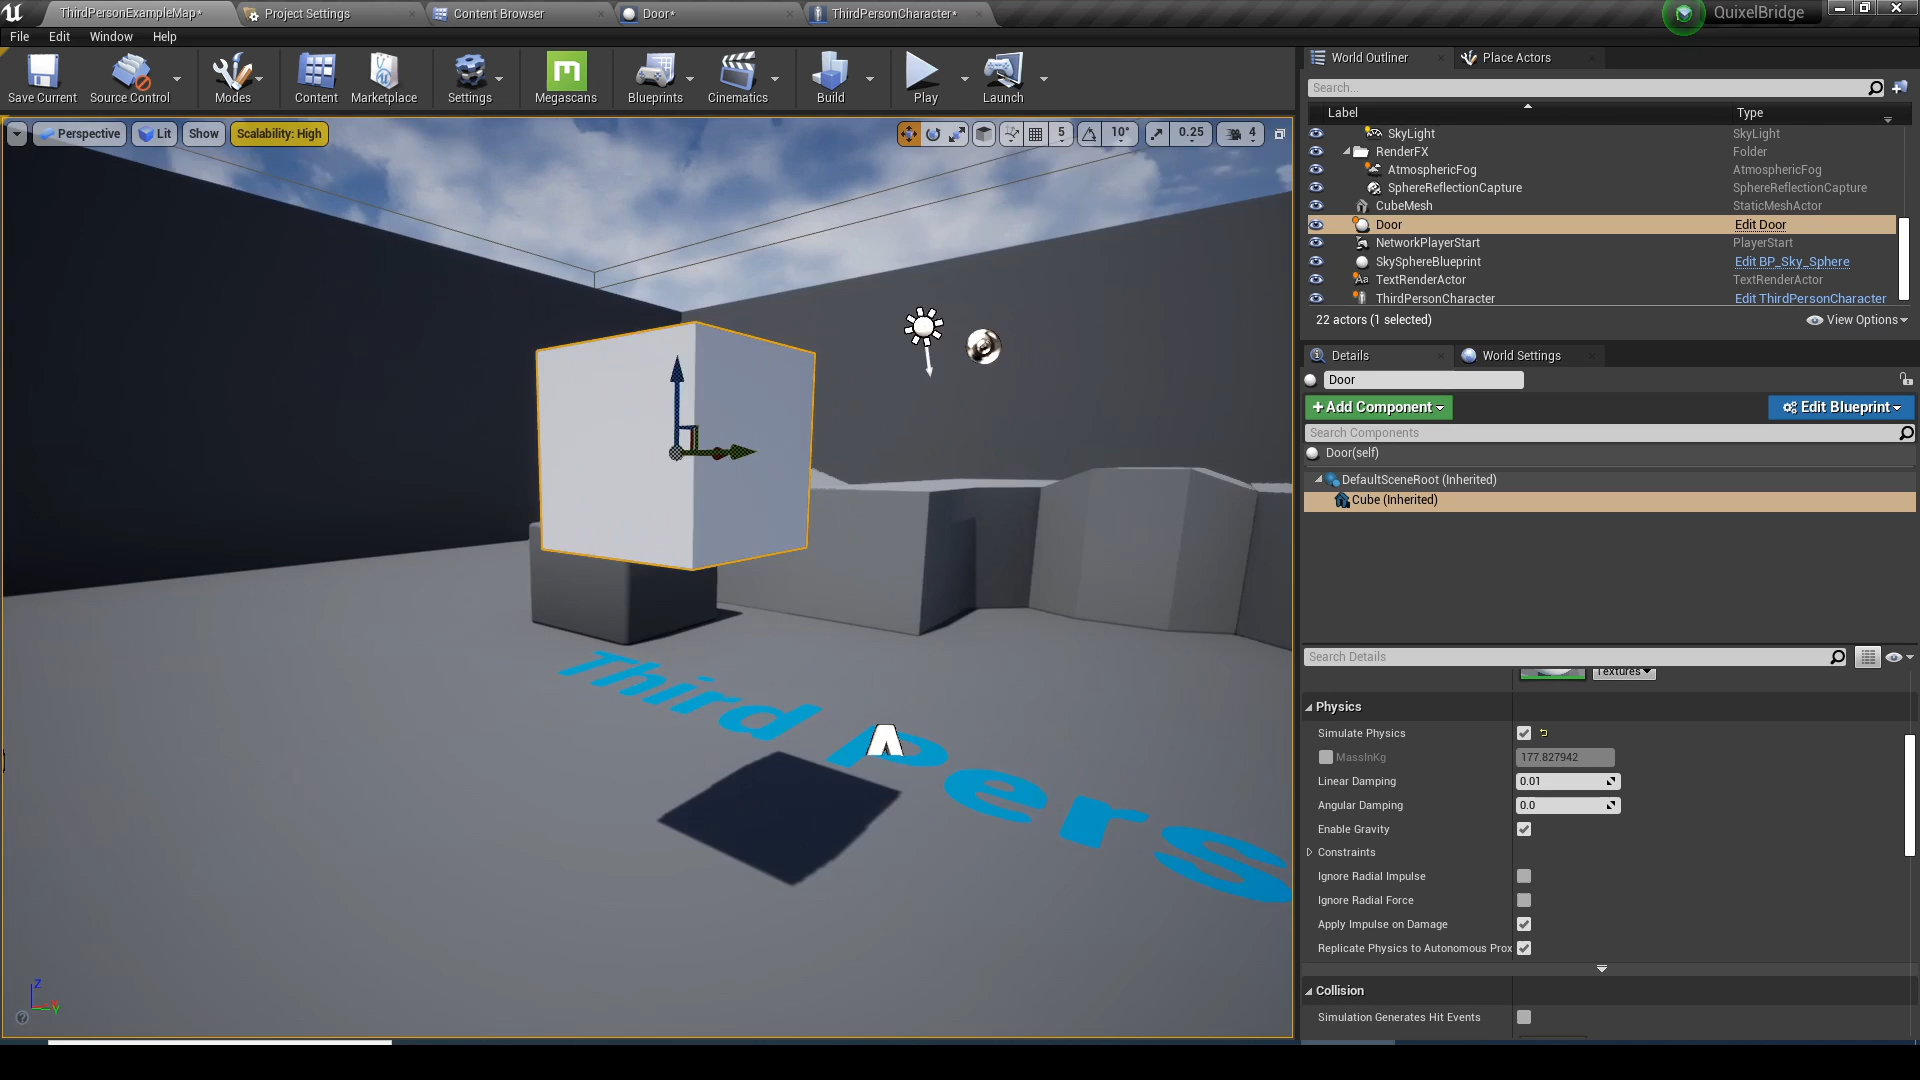 ThirdPersonExampleMap*
Project Settings
Content Browser
Door*
ThirdPersonCharacter*
QuixelBridge
File Edit Window Help
Save Current
Source Control
Modes
Content
Marketplace
Settings
Megascans
Blueprints
Cinematics
Build
Play
Launch
Perspective
Lit
Show
Scalability: High
5
10°
0.25
4
Third Pers
Z
Y
World Outliner
Place Actors
Search...
Label Type
SkyLight SkyLight
RenderFX Folder
AtmosphericFog AtmosphericFog
SphereReflectionCapture SphereReflectionCapture
CubeMesh StaticMeshActor
Door Edit Door
NetworkPlayerStart PlayerStart
SkySphereBlueprint Edit BP_Sky_Sphere
TextRenderActor TextRenderActor
ThirdPersonCharacter Edit ThirdPersonCharacter
22 actors (1 selected) View Options
Details
World Settings
Door
+Add Component
Edit Blueprint
Search Components
Door(self)
DefaultSceneRoot (Inherited)
Cube (Inherited)
Search Details
Textures
Physics
Simulate Physics
MassInKg 177.827942
Linear Damping 0.01
Angular Damping 0.0
Enable Gravity
Constraints
Ignore Radial Impulse
Ignore Radial Force
Apply Impulse on Damage
Replicate Physics to Autonomous Prox
Collision
Simulation Generates Hit Events